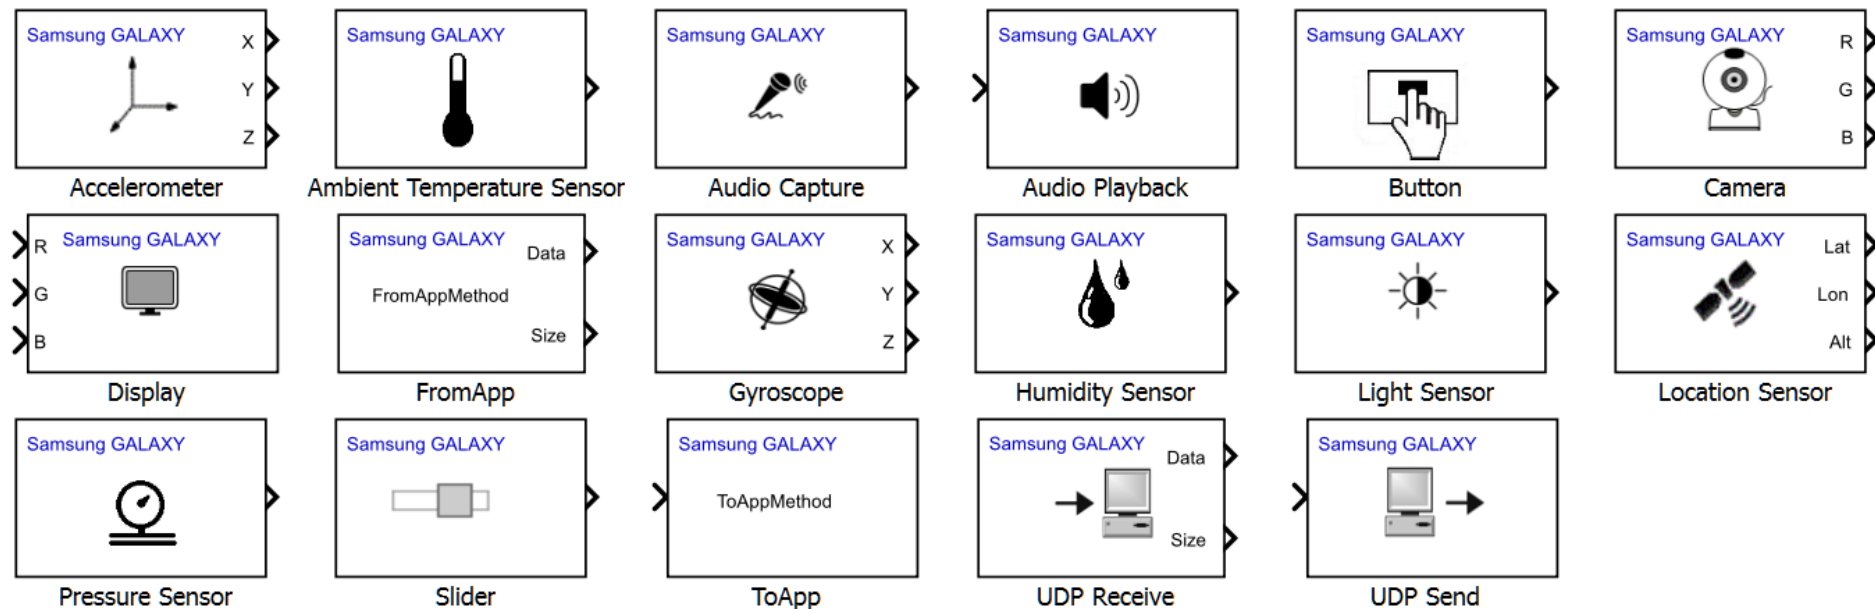 Samsung GALAXY
X
Y
Z
Accelerometer
Samsung GALAXY
Ambient Temperature Sensor
Samsung GALAXY
Audio Capture
Samsung GALAXY
Audio Playback
Samsung GALAXY
Button
Samsung GALAXY
R
G
B
Camera
R
G
B
Samsung GALAXY
Display
Samsung GALAXY
Data
FromAppMethod
Size
FromApp
Samsung GALAXY
X
Y
Z
Gyroscope
Samsung GALAXY
Humidity Sensor
Samsung GALAXY
Light Sensor
Samsung GALAXY
Lat
Lon
Alt
Location Sensor
Samsung GALAXY
Pressure Sensor
Samsung GALAXY
Slider
Samsung GALAXY
ToAppMethod
ToApp
Samsung GALAXY
Data
Size
UDP Receive
Samsung GALAXY
UDP Send